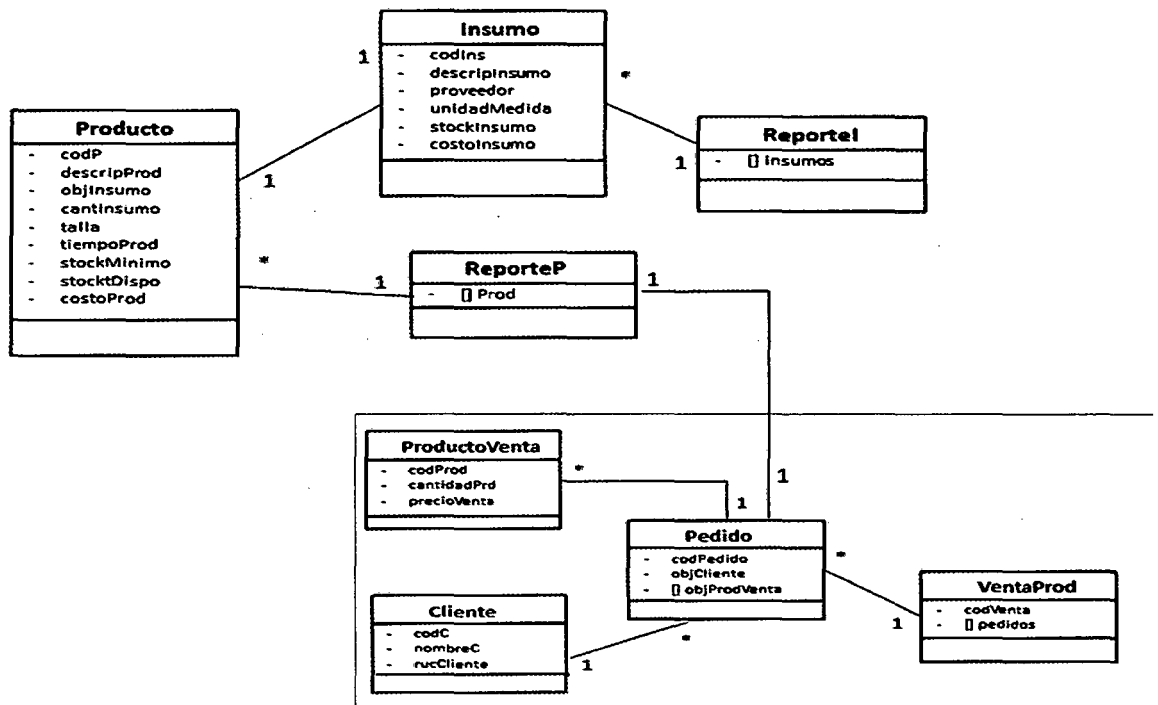 Insumo
- codIns
- descripInsumo
- proveedor
- unidadMedida
- stockInsumo
- costoInsumo
1
*
Producto
- codP
- descripProd
- objInsumo
- cantInsumo
- talla
- tiempoProd
- stockMinimo
- stocktDispo
- costoProd
1
*
ReporteI
- [] Insumos
1
ReporteP
- [] Prod
1
1
ProductoVenta
- codProd
- cantidadPrd
- precioVenta
*
1
1
Pedido
- codPedido
- objCliente
- [] objProdVenta
*
*
VentaProd
- codVenta
- [] pedidos
1
Cliente
- codC
- nombreC
- rucCliente
1